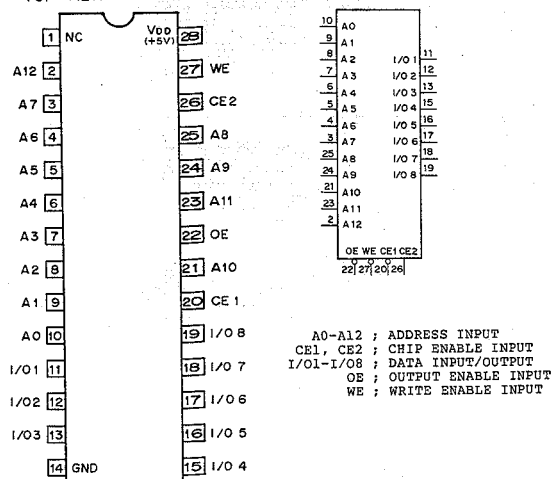 1 NC VDD (+5V) 28
A12 2 27 WE
A7 3 26 CE2
A6 4 25 A8
A5 5 24 A9
A4 6 23 A11
A3 7 22 OE
A2 8 21 A10
A1 9 20 CE1
A0 10 19 I/O 8
I/O1 11 18 I/O 7
I/O2 12 17 I/O 6
I/O3 13 16 I/O 5
14 GND 15 I/O 4
10 A0
9 A1
8 A2 I/O 1 11
7 A3 I/O 2 12
6 A4 I/O 3 13
5 A5 I/O 4 15
4 A6 I/O 5 16
3 A7 I/O 6 17
25 A8 I/O 7 18
24 A9 I/O 8 19
21 A10
23 A11
2 A12
OE WE CE1 CE2
22 27 20 26
A0-A12 ; ADDRESS INPUT
CE1, CE2 ; CHIP ENABLE INPUT
I/O1-I/O8 ; DATA INPUT/OUTPUT
OE ; OUTPUT ENABLE INPUT
WE ; WRITE ENABLE INPUT